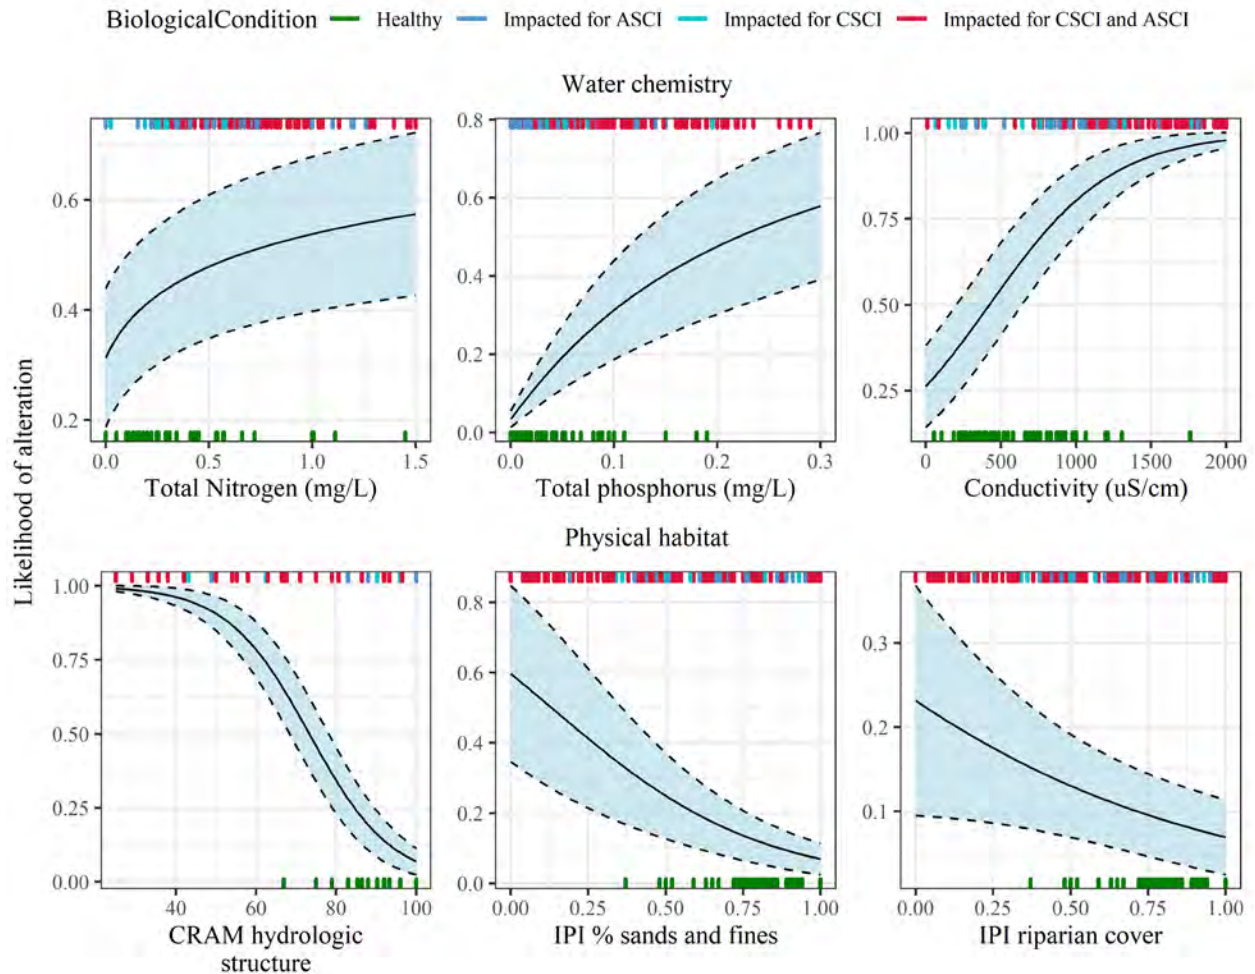 BiologicalCondition Healthy Impacted for ASCI Impacted for CSCI Impacted for CSCI and ASCI
Water chemistry
Likelihood of alteration
0.6
0.4
0.2
0.0 0.5 1.0 1.5
Total Nitrogen (mg/L)
0.8
0.6
0.4
0.2
0.0
0.0 0.1 0.2 0.3
Total phosphorus (mg/L)
1.00
0.75
0.50
0.25
0 500 1000 1500 2000
Conductivity (uS/cm)
Physical habitat
1.00
0.75
0.50
0.25
0.00
40 60 80 100
CRAM hydrologic
structure
0.8
0.6
0.4
0.2
0.0
0.00 0.25 0.50 0.75 1.00
IPI % sands and fines
0.3
0.2
0.1
0.00 0.25 0.50 0.75 1.00
IPI riparian cover